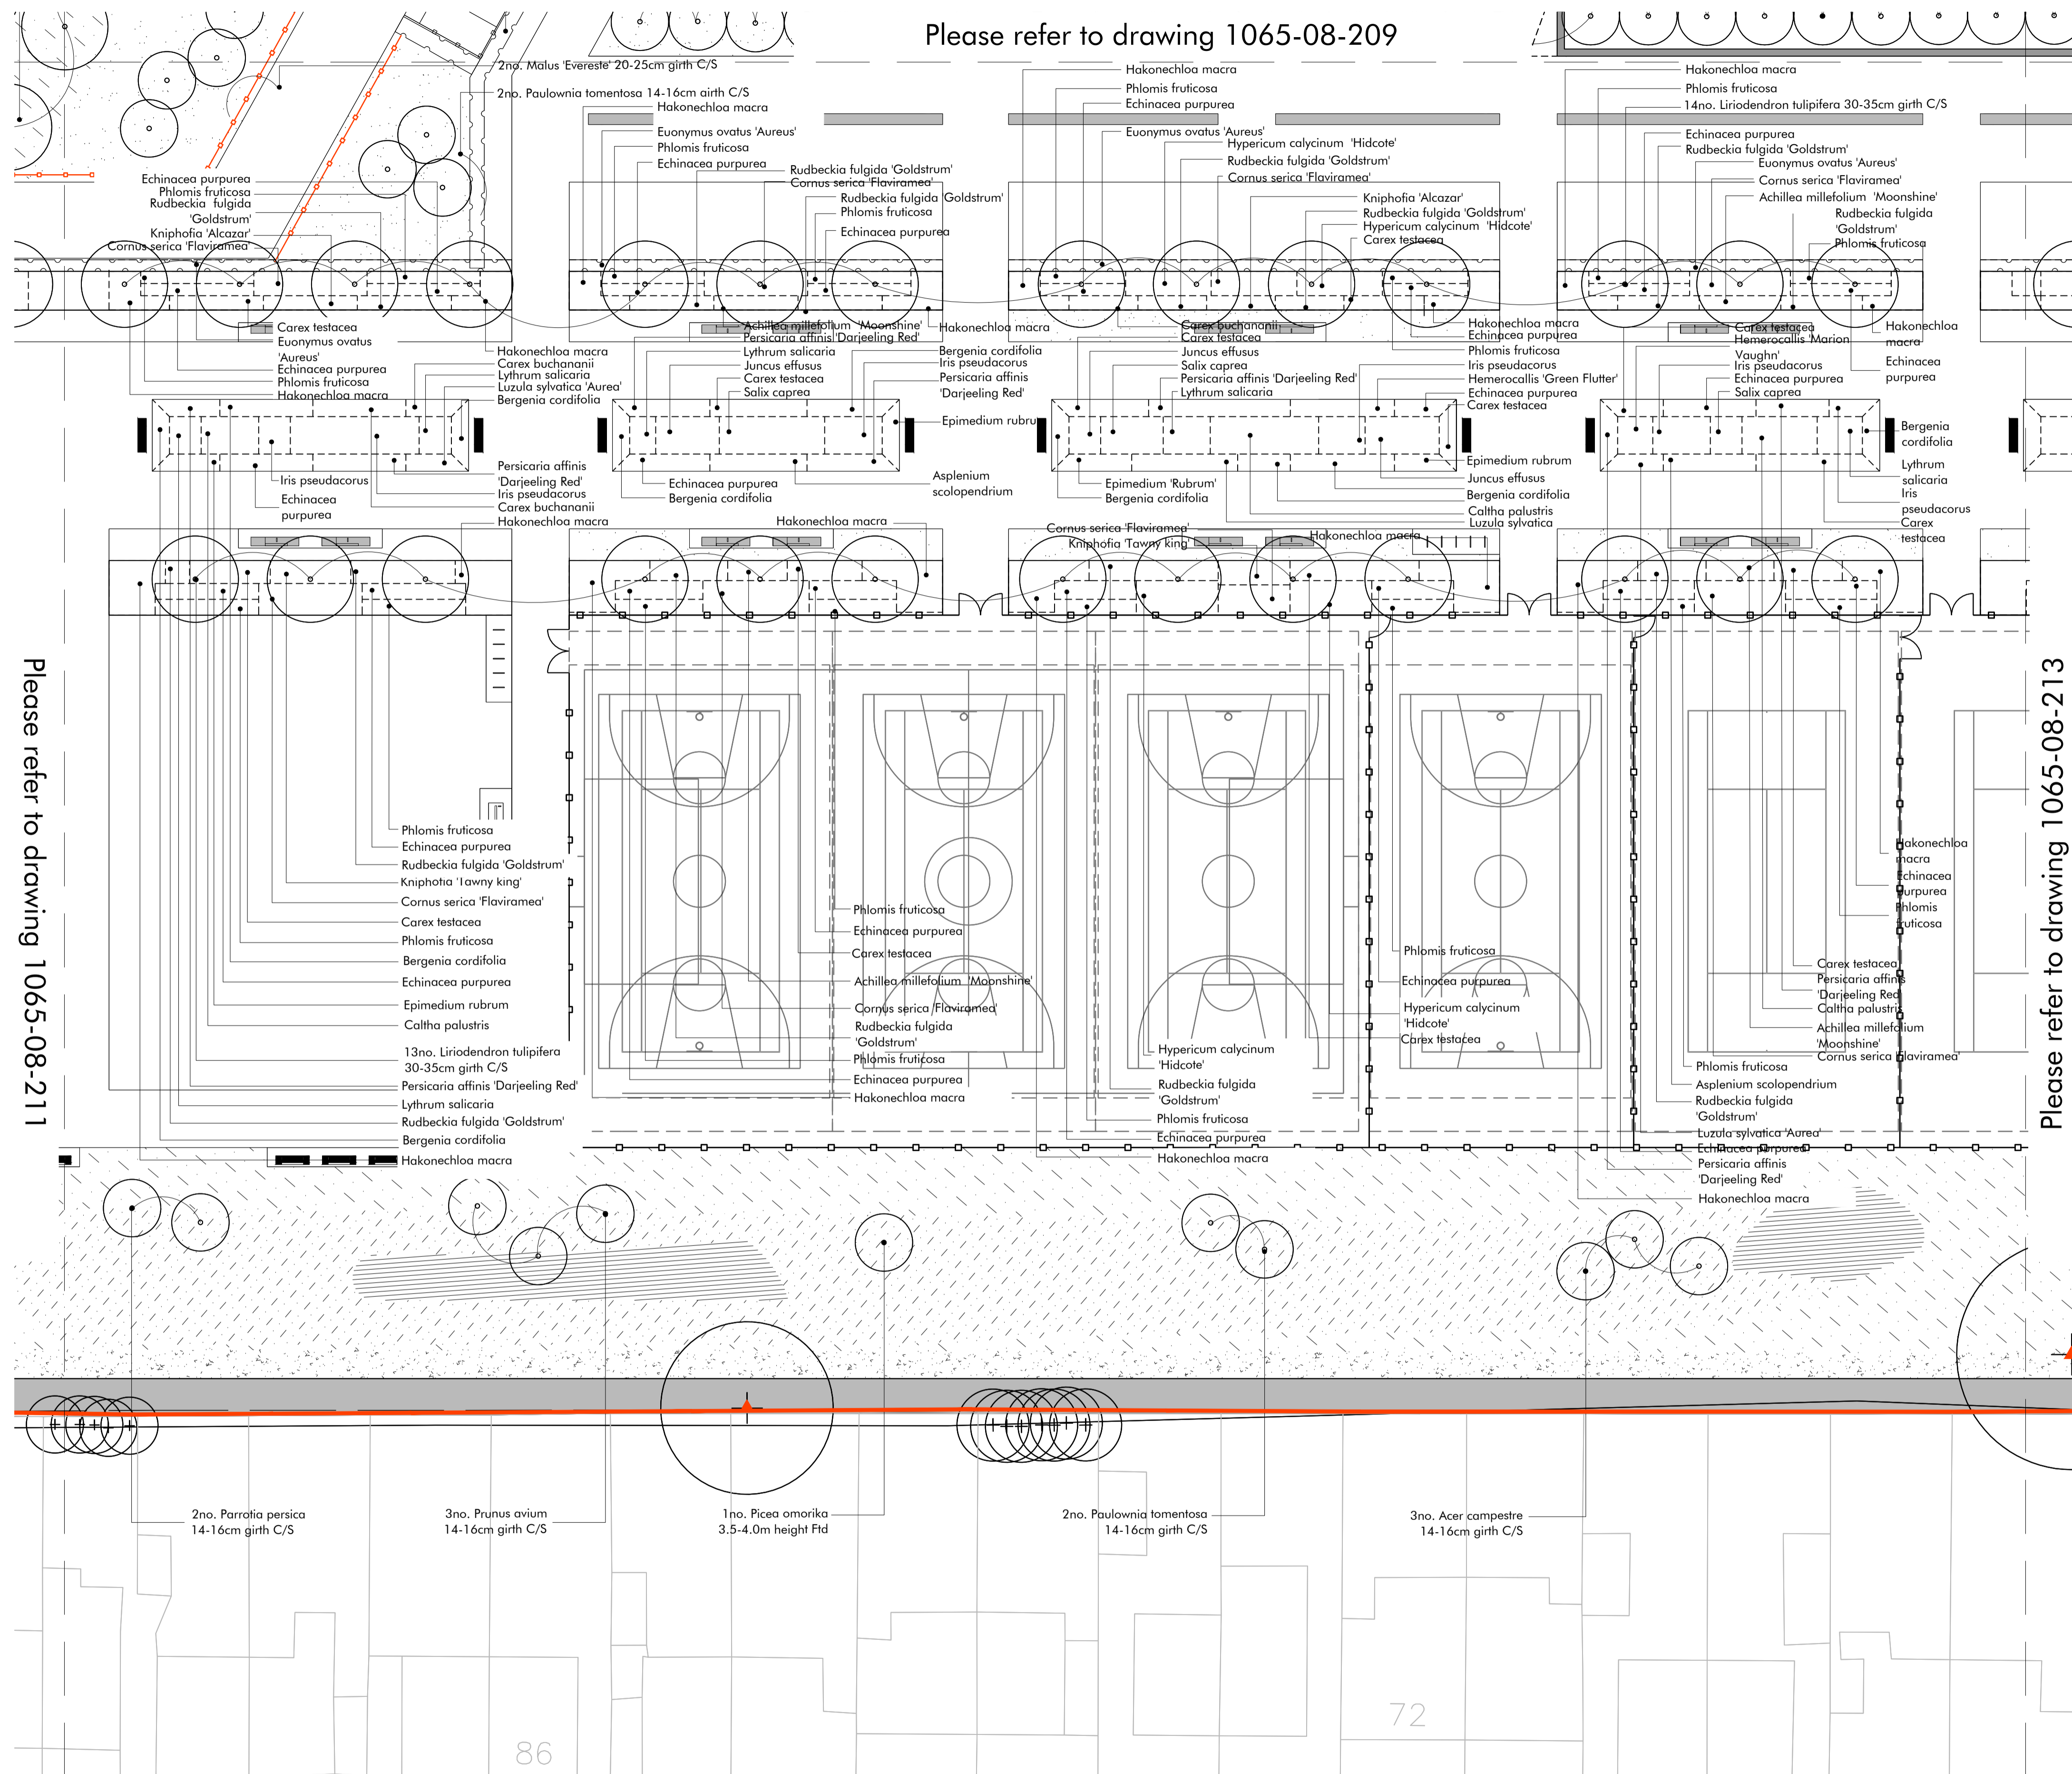 Please refer to drawing 1065-08-209
2no. Malus 'Evereste' 20-25cm girth C/S
2no. Paulownia tomentosa 14-16cm airth C/S
Hakonechloa macra
Euonymus ovatus 'Aureus'
Phlomis fruticosa
Echinacea purpurea
Rudbeckia fulgida 'Goldstrum'
Cornus serica 'Flaviramea'
Rudbeckia fulgida 'Goldstrum'
Phlomis fruticosa
Echinacea purpurea
Echinacea purpurea
Phlomis fruticosa
Rudbeckia fulgida
'Goldstrum'
Kniphofia 'Alcazar'
Cornus serica 'Flaviramea'
Hakonechloa macra
Phlomis fruticosa
Echinacea purpurea
Euonymus ovatus 'Aureus'
Hypericum calycinum 'Hidcote'
Rudbeckia fulgida 'Goldstrum'
Cornus serica 'Flaviramea'
Kniphofia 'Alcazar'
Rudbeckia fulgida 'Goldstrum'
Hypericum calycinum 'Hidcote'
Carex testacea
Hakonechloa macra
Phlomis fruticosa
14no. Liriodendron tulipifera 30-35cm girth C/S
Echinacea purpurea
Rudbeckia fulgida 'Goldstrum'
Euonymus ovatus 'Aureus'
Cornus serica 'Flaviramea'
Achillea millefolium 'Moonshine'
Rudbeckia fulgida
'Goldstrum'
Phlomis fruticosa
Carex testacea
Euonymus ovatus
'Aureus'
Echinacea purpurea
Phlomis fruticosa
Hakonechloa macra
Hakonechloa macra
Carex buchananii
Lythrum salicaria
Luzula sylvatica 'Aurea'
Bergenia cordifolia
Achillea millefolium 'Moonshine'
Persicaria affinis 'Darjeeling Red'
Lythrum salicaria
Juncus effusus
Carex testacea
Salix caprea
Hakonechloa macra
Bergenia cordifolia
Iris pseudacorus
Persicaria affinis
'Darjeeling Red'
Epimedium rubru
Carex buchananii
Carex testacea
Juncus effusus
Salix caprea
Persicaria affinis 'Darjeeling Red'
Lythrum salicaria
Hakonechloa macra
Echinacea purpurea
Phlomis fruticosa
Iris pseudacorus
Hemerocallis 'Green Flutter'
Echinacea purpurea
Carex testacea
Carex testacea
Hemerocallis 'Marion
Vaughn'
Iris pseudacorus
Echinacea purpurea
Salix caprea
Hakonechloa
macra
Echinacea
purpurea
Bergenia
cordifolia
Lythrum
salicaria
Iris
pseudacorus
Carex
testacea
Iris pseudacorus
Echinacea
purpurea
Persicaria affinis
'Darjeeling Red'
Iris pseudacorus
Carex buchananii
Hakonechloa macra
Echinacea purpurea
Bergenia cordifolia
Asplenium
scolopendrium
Hakonechloa macra
Epimedium 'Rubrum'
Bergenia cordifolia
Epimedium rubrum
Juncus effusus
Bergenia cordifolia
Caltha palustris
Luzula sylvatica
Cornus serica 'Flaviramea'
Kniphofia 'Tawny king'
Hakonechloa macra
Please refer to drawing 1065-08-211
Please refer to drawing 1065-08-213
Phlomis fruticosa
Echinacea purpurea
Rudbeckia fulgida 'Goldstrum'
Kniphofia 'Tawny king'
Cornus serica 'Flaviramea'
Carex testacea
Phlomis fruticosa
Bergenia cordifolia
Echinacea purpurea
Epimedium rubrum
Caltha palustris
13no. Liriodendron tulipifera
30-35cm girth C/S
Persicaria affinis 'Darjeeling Red'
Lythrum salicaria
Rudbeckia fulgida 'Goldstrum'
Bergenia cordifolia
Hakonechloa macra
Phlomis fruticosa
Echinacea purpurea
Carex testacea
Achillea millefolium 'Moonshine'
Cornus serica 'Flaviramea'
Rudbeckia fulgida
'Goldstrum'
Phlomis fruticosa
Echinacea purpurea
Hakonechloa macra
Hypericum calycinum
'Hidcote'
Rudbeckia fulgida
'Goldstrum'
Phlomis fruticosa
Echinacea purpurea
Hakonechloa macra
Phlomis fruticosa
Echinacea purpurea
Hypericum calycinum
'Hidcote'
Carex testacea
Hakonechloa
macra
Echinacea
purpurea
Phlomis
fruticosa
Carex testacea
Persicaria affinis
'Darjeeling Red'
Caltha palustris
Achillea millefolium
'Moonshine'
Cornus serica 'Flaviramea'
Phlomis fruticosa
Asplenium scolopendrium
Rudbeckia fulgida
'Goldstrum'
Luzula sylvatica 'Aurea'
Echinacea purpurea
Persicaria affinis
'Darjeeling Red'
Hakonechloa macra
2no. Parrotia persica
14-16cm girth C/S
3no. Prunus avium
14-16cm girth C/S
1no. Picea omorika
3.5-4.0m height Ftd
2no. Paulownia tomentosa
14-16cm girth C/S
3no. Acer campestre
14-16cm girth C/S
72
86